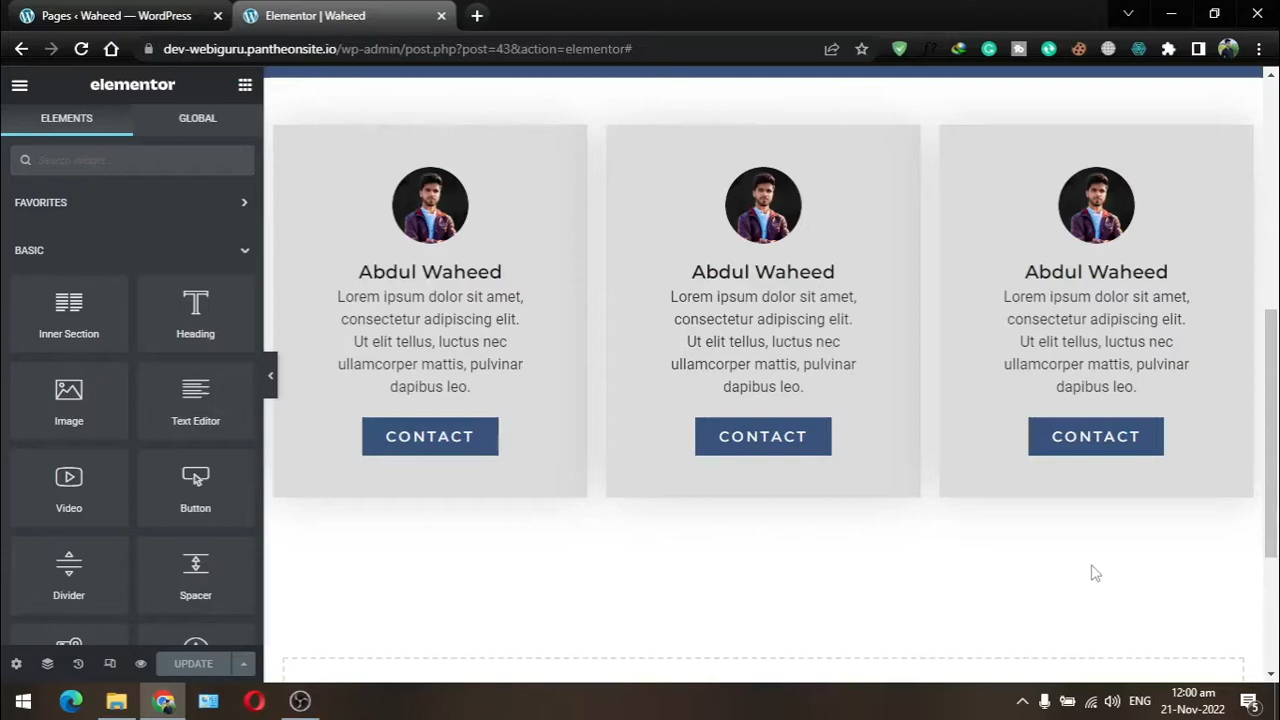 Pages ‹ Waheed — WordPress
Elementor | Waheed
dev-webiguru.pantheonsite.io/wp-admin/post.php?post=43&action=elementor#
elementor
ELEMENTS
GLOBAL
Search Widget...
FAVORITES
BASIC
Inner Section
Heading
Image
Text Editor
Video
Button
Divider
Spacer
UPDATE
Abdul Waheed
Lorem ipsum dolor sit amet,
consectetur adipiscing elit.
Ut elit tellus, luctus nec
ullamcorper mattis, pulvinar
dapibus leo.
CONTACT
Abdul Waheed
Lorem ipsum dolor sit amet,
consectetur adipiscing elit.
Ut elit tellus, luctus nec
ullamcorper mattis, pulvinar
dapibus leo.
CONTACT
Abdul Waheed
Lorem ipsum dolor sit amet,
consectetur adipiscing elit.
Ut elit tellus, luctus nec
ullamcorper mattis, pulvinar
dapibus leo.
CONTACT
ENG
12:00 am
21-Nov-2022
5